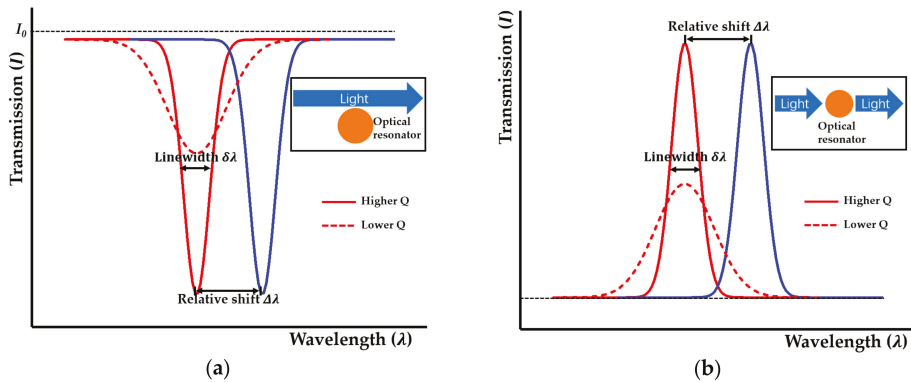 I₀
Transmission (I)
Light
Optical
resonator
Linewidth δλ
Higher Q
Lower Q
Relative shift Δλ
Wavelength (λ)
(a)
Relative shift Δλ
Transmission (I)
Light
Light
Optical
resonator
Linewidth δλ
Higher Q
Lower Q
Wavelength (λ)
(b)